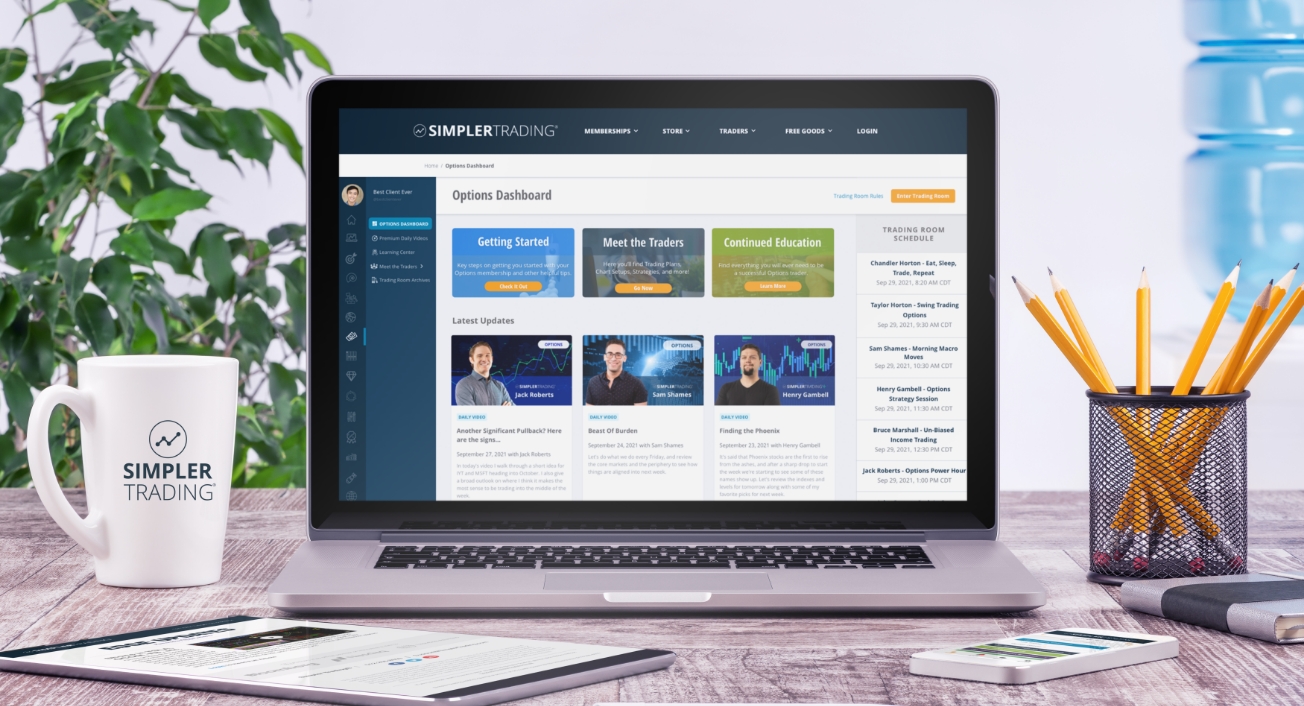 SIMPLERTRADING®
MEMBERSHIPS
STORE
TRADERS
FREE GOODS
LOGIN
Home / Options Dashboard
Best Client Ever
OPTIONS DASHBOARD
Premium Daily Videos
Learning Center
Meet the Traders
Trading Room Archives
Options Dashboard
Trading Room Rules
Enter Trading Room
Getting Started
Key steps on getting you started with your
Options membership and other helpful tips
Check It Out
Meet the Traders
Here you'll find Trading Plans,
Chart Setups, Strategies, and more!
Go Now
Continued Education
Find everything you will ever need to be
a successful Options trader
Learn More
Latest Updates
OPTIONS
SIMPLERTRADING
Jack Roberts
DAILY VIDEO
Another Significant Pullback? Here
are the signs...
September 27, 2021 with Jack Roberts
In today's video I walk through a short idea for
and MSFT heading into October. I also give
a broad outlook on where I think it makes the
most sense to be trading into the middle of the
week.
OPTIONS
SIMPLERTRADING
Sam Shames
DAILY VIDEO
Beast Of Burden
September 24, 2021 with Sam Shames
Let's do what we do every Friday, and review
the core markets and the periphery to see how
things are aligned into next week.
OPTIONS
SIMPLERTRADING
Henry Gambell
DAILY VIDEO
Finding the Phoenix
September 23, 2021 with Henry Gambell
It's said that Phoenix stocks are the first to rise
from the ashes, and after a sharp drop to start
the week we're starting to see some of these
names show up. Let's review the indexes and
leads for tomorrow along with some of my
favorite picks for next week.
TRADING ROOM
SCHEDULE
Chandler Horton - Eat, Sleep,
Trade, Repeat
Sep 29, 2021, 8:20 AM CDT
Taylor Horton - Swing Trading
Options
Sep 29, 2021, 9:30 AM CDT
Sam Shames - Morning Macro
Moves
Sep 29, 2021, 10:30 AM CDT
Henry Gambell - Options
Strategy Session
Sep 29, 2021, 11:30 AM CDT
Bruce Marshall - Un-Biased
Income Trading
Sep 29, 2021, 12:30 PM CDT
Jack Roberts - Options Power Hour
Sep 29, 2021, 1:00 PM CDT
SIMPLER
TRADING®